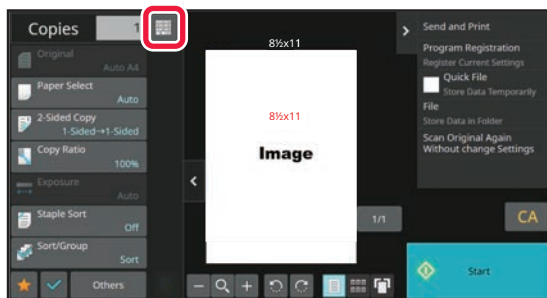 Copies
1
Original
Auto A4
Paper Select
Auto
2-Sided Copy
1-Sided→1-Sided
Copy Ratio
100%
Exposure
Auto
Staple Sort
Off
Sort/Group
Sort
Others
8½x11
8½x11
Image
1/1
Send and Print
Program Registration
Register Current Settings
Quick File
Store Data Temporarily
File
Store Data in Folder
Scan Original Again
Without change Settings
CA
Start